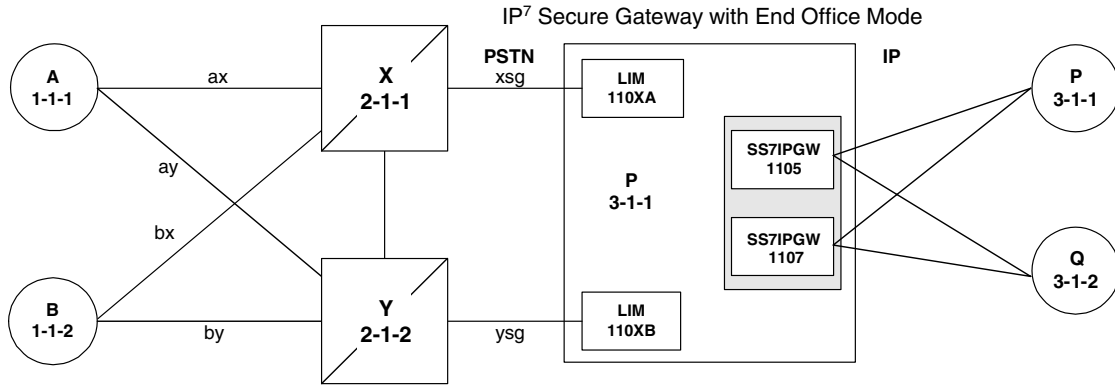 IP⁷ Secure Gateway with End Office Mode
PSTN
IP
A
1-1-1
ax
X
2-1-1
xsg
LIM
110XA
P
3-1-1
ay
SS7IPGW
1105
P
3-1-1
bx
SS7IPGW
1107
B
1-1-2
by
Y
2-1-2
ysg
LIM
110XB
Q
3-1-2